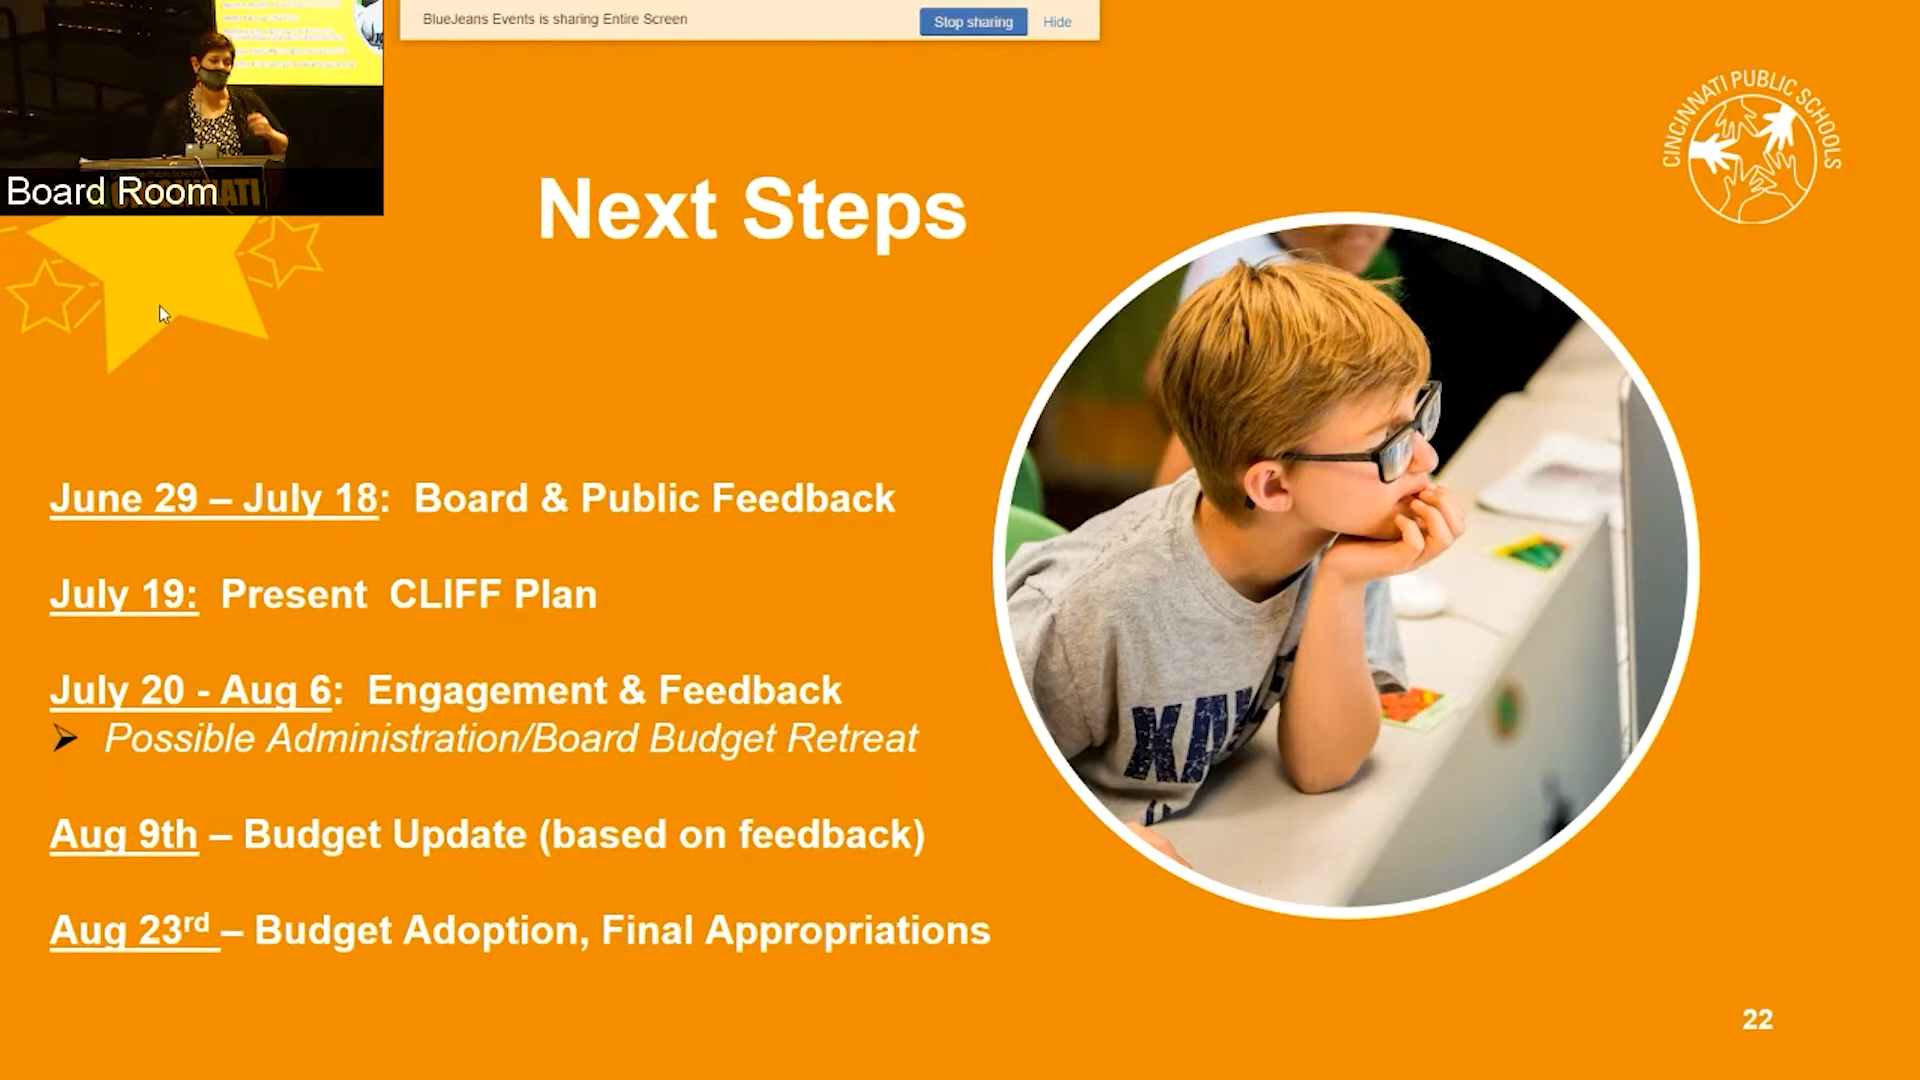 BlueJeans Events is sharing Entire Screen
Stop sharing
Hide
Board Room
CINCINNATI PUBLIC SCHOOLS
Next Steps
June 29 – July 18: Board & Public Feedback
July 19: Present CLIFF Plan
July 20 - Aug 6: Engagement & Feedback
➢ Possible Administration/Board Budget Retreat
Aug 9th – Budget Update (based on feedback)
Aug 23rd – Budget Adoption, Final Appropriations
22